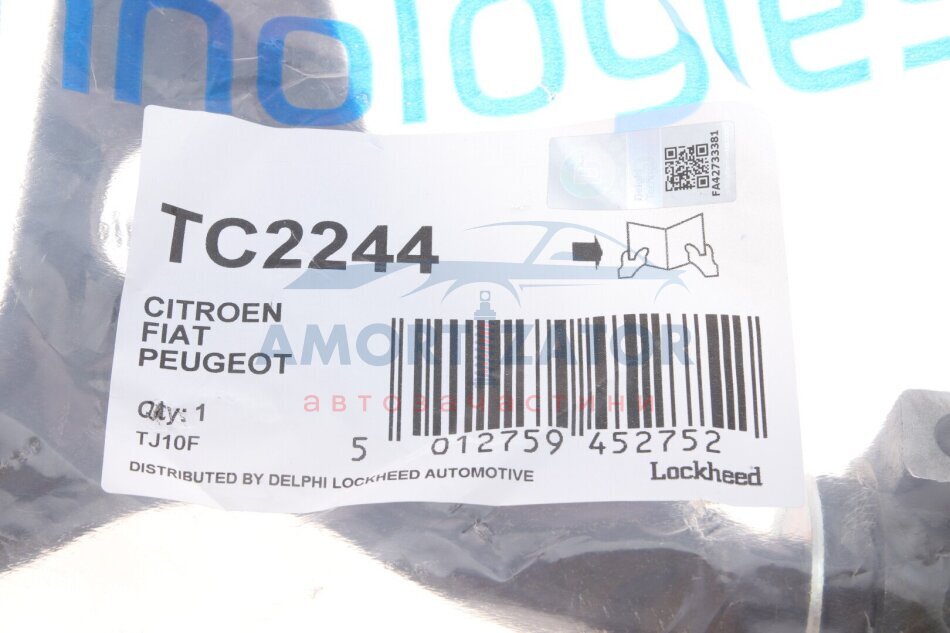 nologies
FA42733381
TC2244
CITROEN
FIAT
PEUGEOT
AMORTIZATOR
автозапчастини
Qty: 1
TJ10F
5 012759 452752
DISTRIBUTED BY DELPHI LOCKHEED AUTOMOTIVE
Lockheed